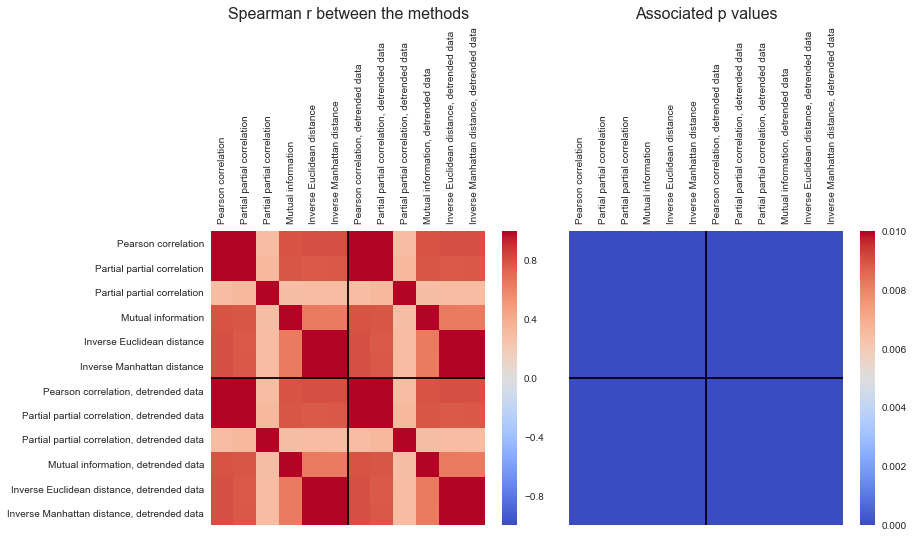 Spearman r between the methods
Associated p values
Pearson correlation
Partial partial correlation
Partial partial correlation
Mutual information
Inverse Euclidean distance
Inverse Manhattan distance
Pearson correlation, detrended data
Partial partial correlation, detrended data
Partial partial correlation, detrended data
Mutual information, detrended data
Inverse Euclidean distance, detrended data
Inverse Manhattan distance, detrended data
Pearson correlation
Partial partial correlation
Partial partial correlation
Mutual information
Inverse Euclidean distance
Inverse Manhattan distance
Pearson correlation, detrended data
Partial partial correlation, detrended data
Partial partial correlation, detrended data
Mutual information, detrended data
Inverse Euclidean distance, detrended data
Inverse Manhattan distance, detrended data
Pearson correlation
Partial partial correlation
Partial partial correlation
Mutual information
Inverse Euclidean distance
Inverse Manhattan distance
Pearson correlation, detrended data
Partial partial correlation, detrended data
Partial partial correlation, detrended data
Mutual information, detrended data
Inverse Euclidean distance, detrended data
Inverse Manhattan distance, detrended data
0.8
0.4
0.0
−0.4
−0.8
0.010
0.008
0.006
0.004
0.002
0.000